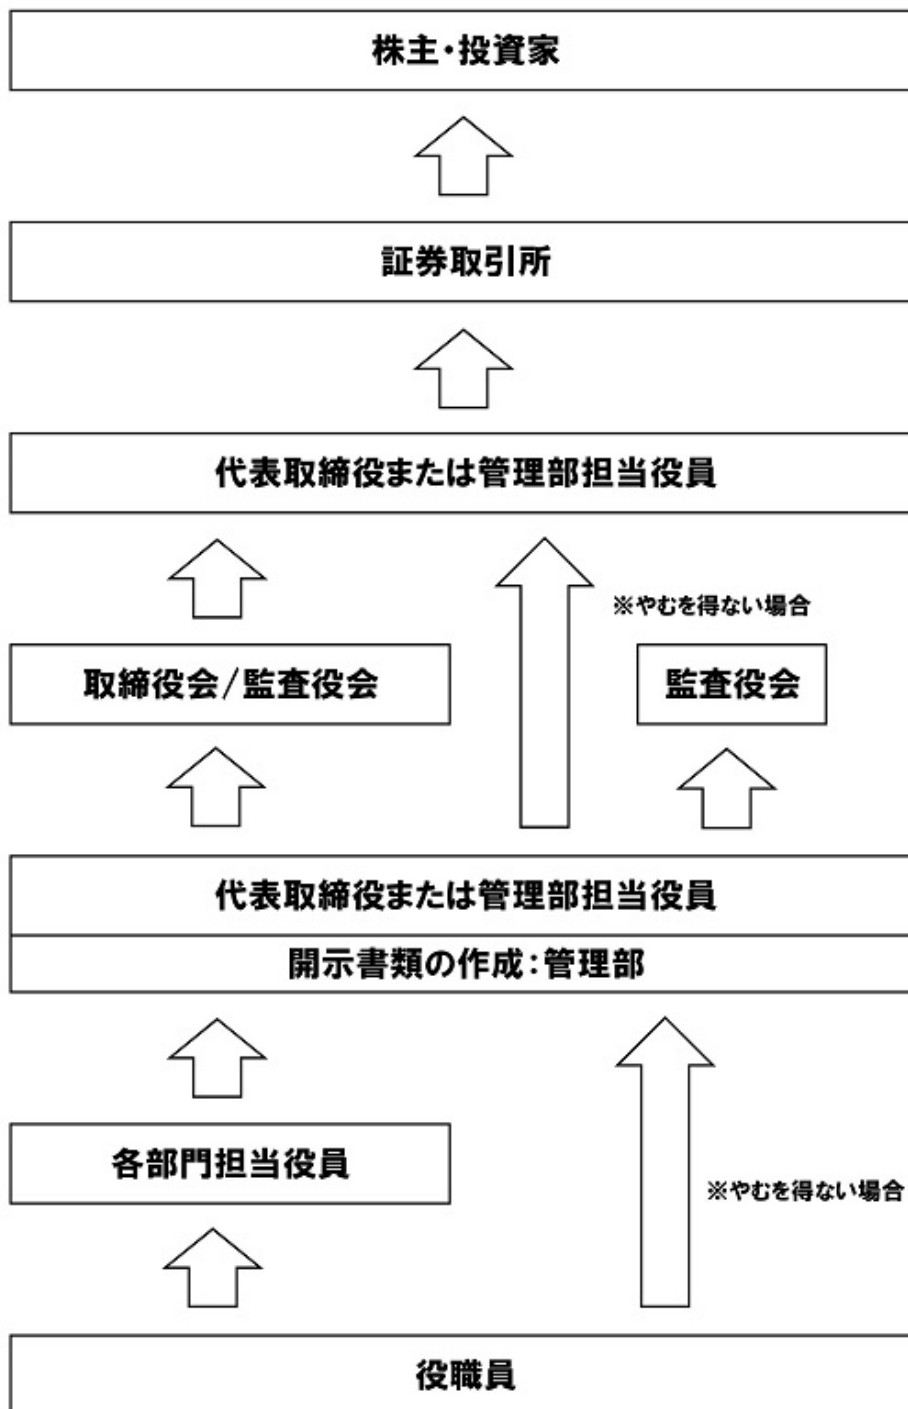 株主・投資家
証券取引所
代表取締役または管理部担当役員
※やむを得ない場合
取締役会/監査役会
監査役会
代表取締役または管理部担当役員
開示書類の作成：管理部
各部門担当役員
※やむを得ない場合
役職員